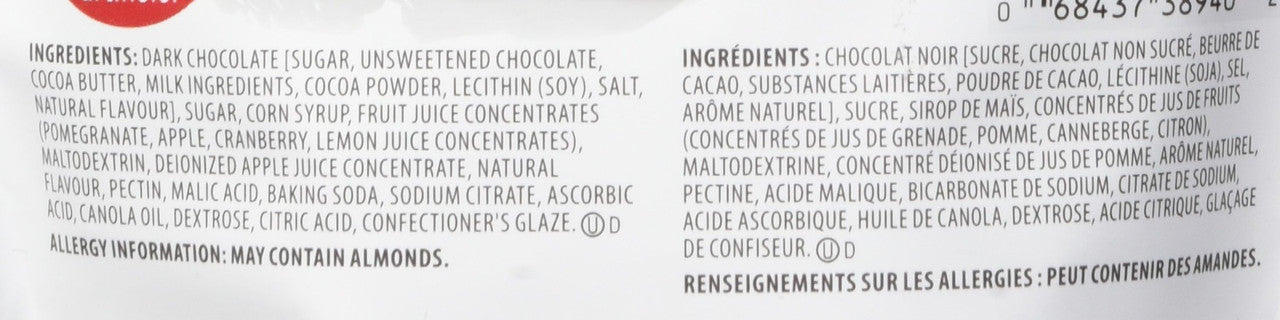 INGREDIENTS: DARK CHOCOLATE [SUGAR, UNSWEETENED CHOCOLATE,
COCOA BUTTER, MILK INGREDIENTS, COCOA POWDER, LECITHIN (SOY), SALT,
NATURAL FLAVOUR], SUGAR, CORN SYRUP, FRUIT JUICE CONCENTRATES
(POMEGRANATE, APPLE, CRANBERRY, LEMON JUICE CONCENTRATES),
MALTODEXTRIN, DEIONIZED APPLE JUICE CONCENTRATE, NATURAL
FLAVOUR, PECTIN, MALIC ACID, BAKING SODA, SODIUM CITRATE, ASCORBIC
ACID, CANOLA OIL, DEXTROSE, CITRIC ACID, CONFECTIONER'S GLAZE. Ⓤ D
ALLERGY INFORMATION: MAY CONTAIN ALMONDS.
0 68437 38940
INGRÉDIENTS : CHOCOLAT NOIR [SUCRE, CHOCOLAT NON SUCRÉ, BEURRE DE
CACAO, SUBSTANCES LAITIÈRES, POUDRE DE CACAO, LÉCITHINE (SOJA), SEL,
ARÔME NATUREL], SUCRE, SIROP DE MAÏS, CONCENTRÉS DE JUS DE FRUITS
(CONCENTRÉS DE JUS DE GRENADE, POMME, CANNEBERGE, CITRON),
MALTODEXTRINE, CONCENTRÉ DÉIONISÉ DE JUS DE POMME, ARÔME NATUREL,
PECTINE, ACIDE MALIQUE, BICARBONATE DE SODIUM, CITRATE DE SODIUM,
ACIDE ASCORBIQUE, HUILE DE CANOLA, DEXTROSE, ACIDE CITRIQUE, GLAÇAGE
DE CONFISEUR. Ⓤ D
RENSEIGNEMENTS SUR LES ALLERGIES : PEUT CONTENIR DES AMANDES.